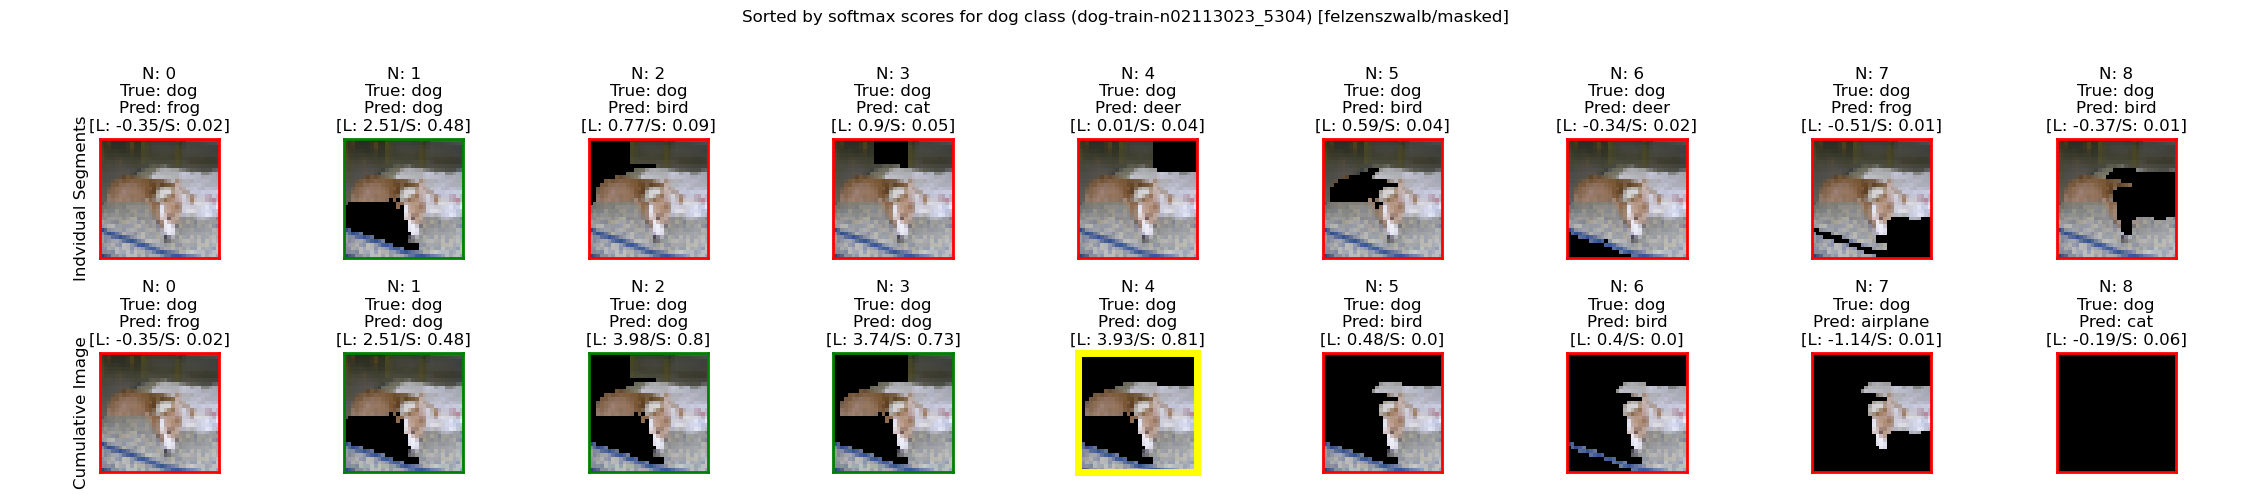 Sorted by softmax scores for dog class (dog-train-n02113023_5304) [felzenszwalb/masked]
Indvidual Segments
N: 0
True: dog
Pred: frog
[L: -0.35/S: 0.02]
N: 1
True: dog
Pred: dog
[L: 2.51/S: 0.48]
N: 2
True: dog
Pred: bird
[L: 0.77/S: 0.09]
N: 3
True: dog
Pred: cat
[L: 0.9/S: 0.05]
N: 4
True: dog
Pred: deer
[L: 0.01/S: 0.04]
N: 5
True: dog
Pred: bird
[L: 0.59/S: 0.04]
N: 6
True: dog
Pred: deer
[L: -0.34/S: 0.02]
N: 7
True: dog
Pred: frog
[L: -0.51/S: 0.01]
N: 8
True: dog
Pred: bird
[L: -0.37/S: 0.01]
Cumulative Image
N: 0
True: dog
Pred: frog
[L: -0.35/S: 0.02]
N: 1
True: dog
Pred: dog
[L: 2.51/S: 0.48]
N: 2
True: dog
Pred: dog
[L: 3.98/S: 0.8]
N: 3
True: dog
Pred: dog
[L: 3.74/S: 0.73]
N: 4
True: dog
Pred: dog
[L: 3.93/S: 0.81]
N: 5
True: dog
Pred: bird
[L: 0.48/S: 0.0]
N: 6
True: dog
Pred: bird
[L: 0.4/S: 0.0]
N: 7
True: dog
Pred: airplane
[L: -1.14/S: 0.01]
N: 8
True: dog
Pred: cat
[L: -0.19/S: 0.06]